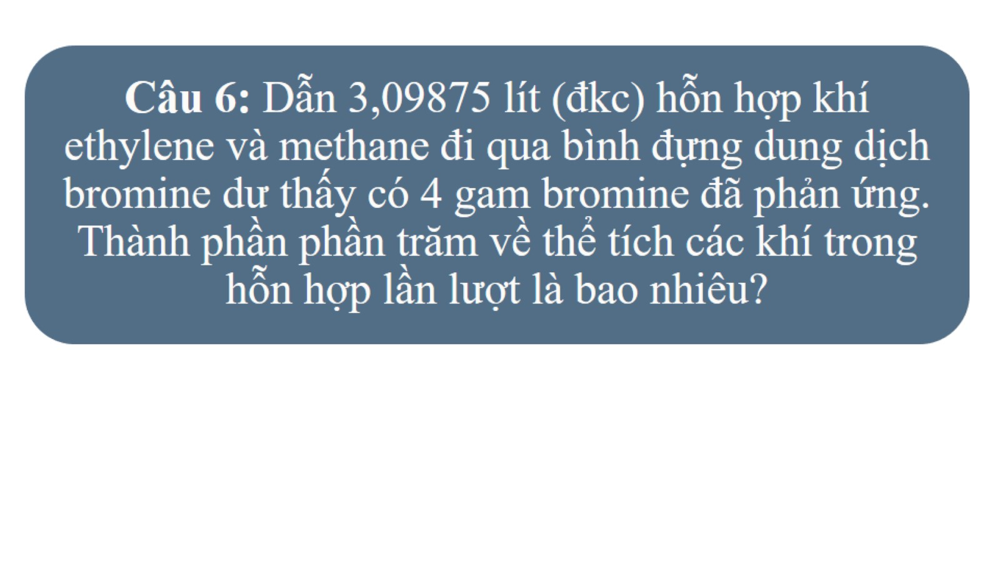 Câu 6: Dẫn 3,09875 lít (đkc) hỗn hợp khí
ethylene và methane đi qua bình đựng dung dịch
bromine dư thấy có 4 gam bromine đã phản ứng.
Thành phần phần trăm về thể tích các khí trong
hỗn hợp lần lượt là bao nhiêu?